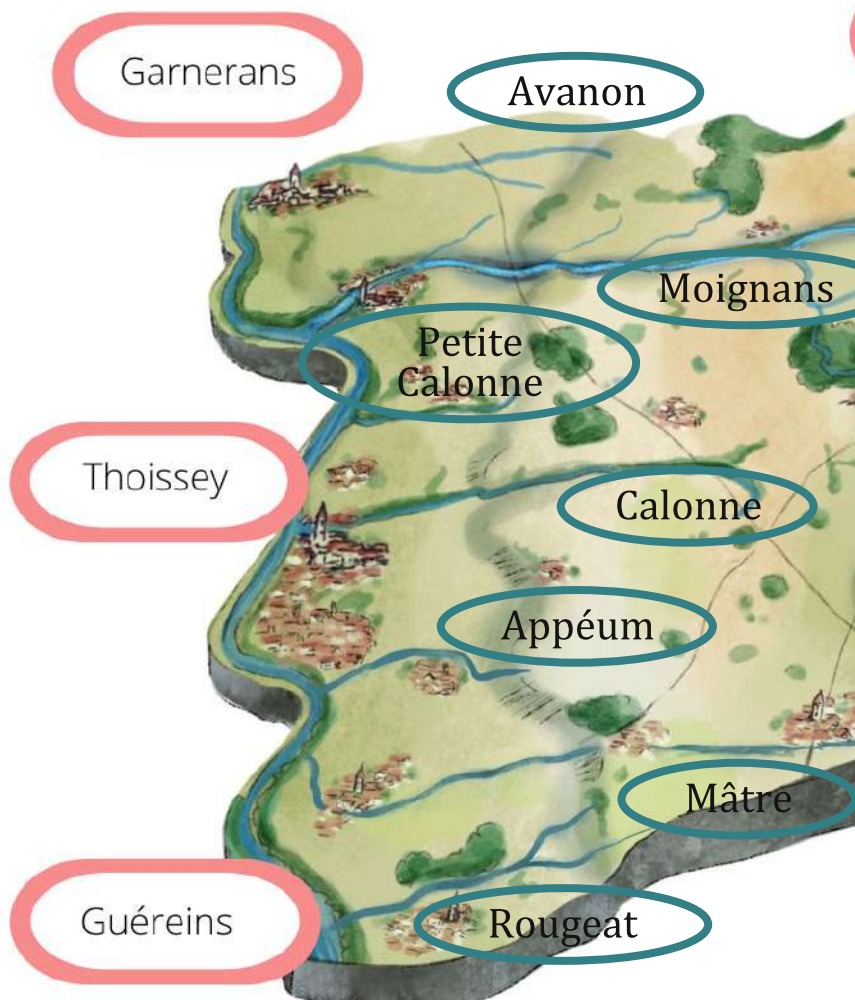 Garnerans
Avanon
Moignans
Petite
Calonne
Thoissey
Calonne
Appéum
Mâtre
Guéreins
Rougeat